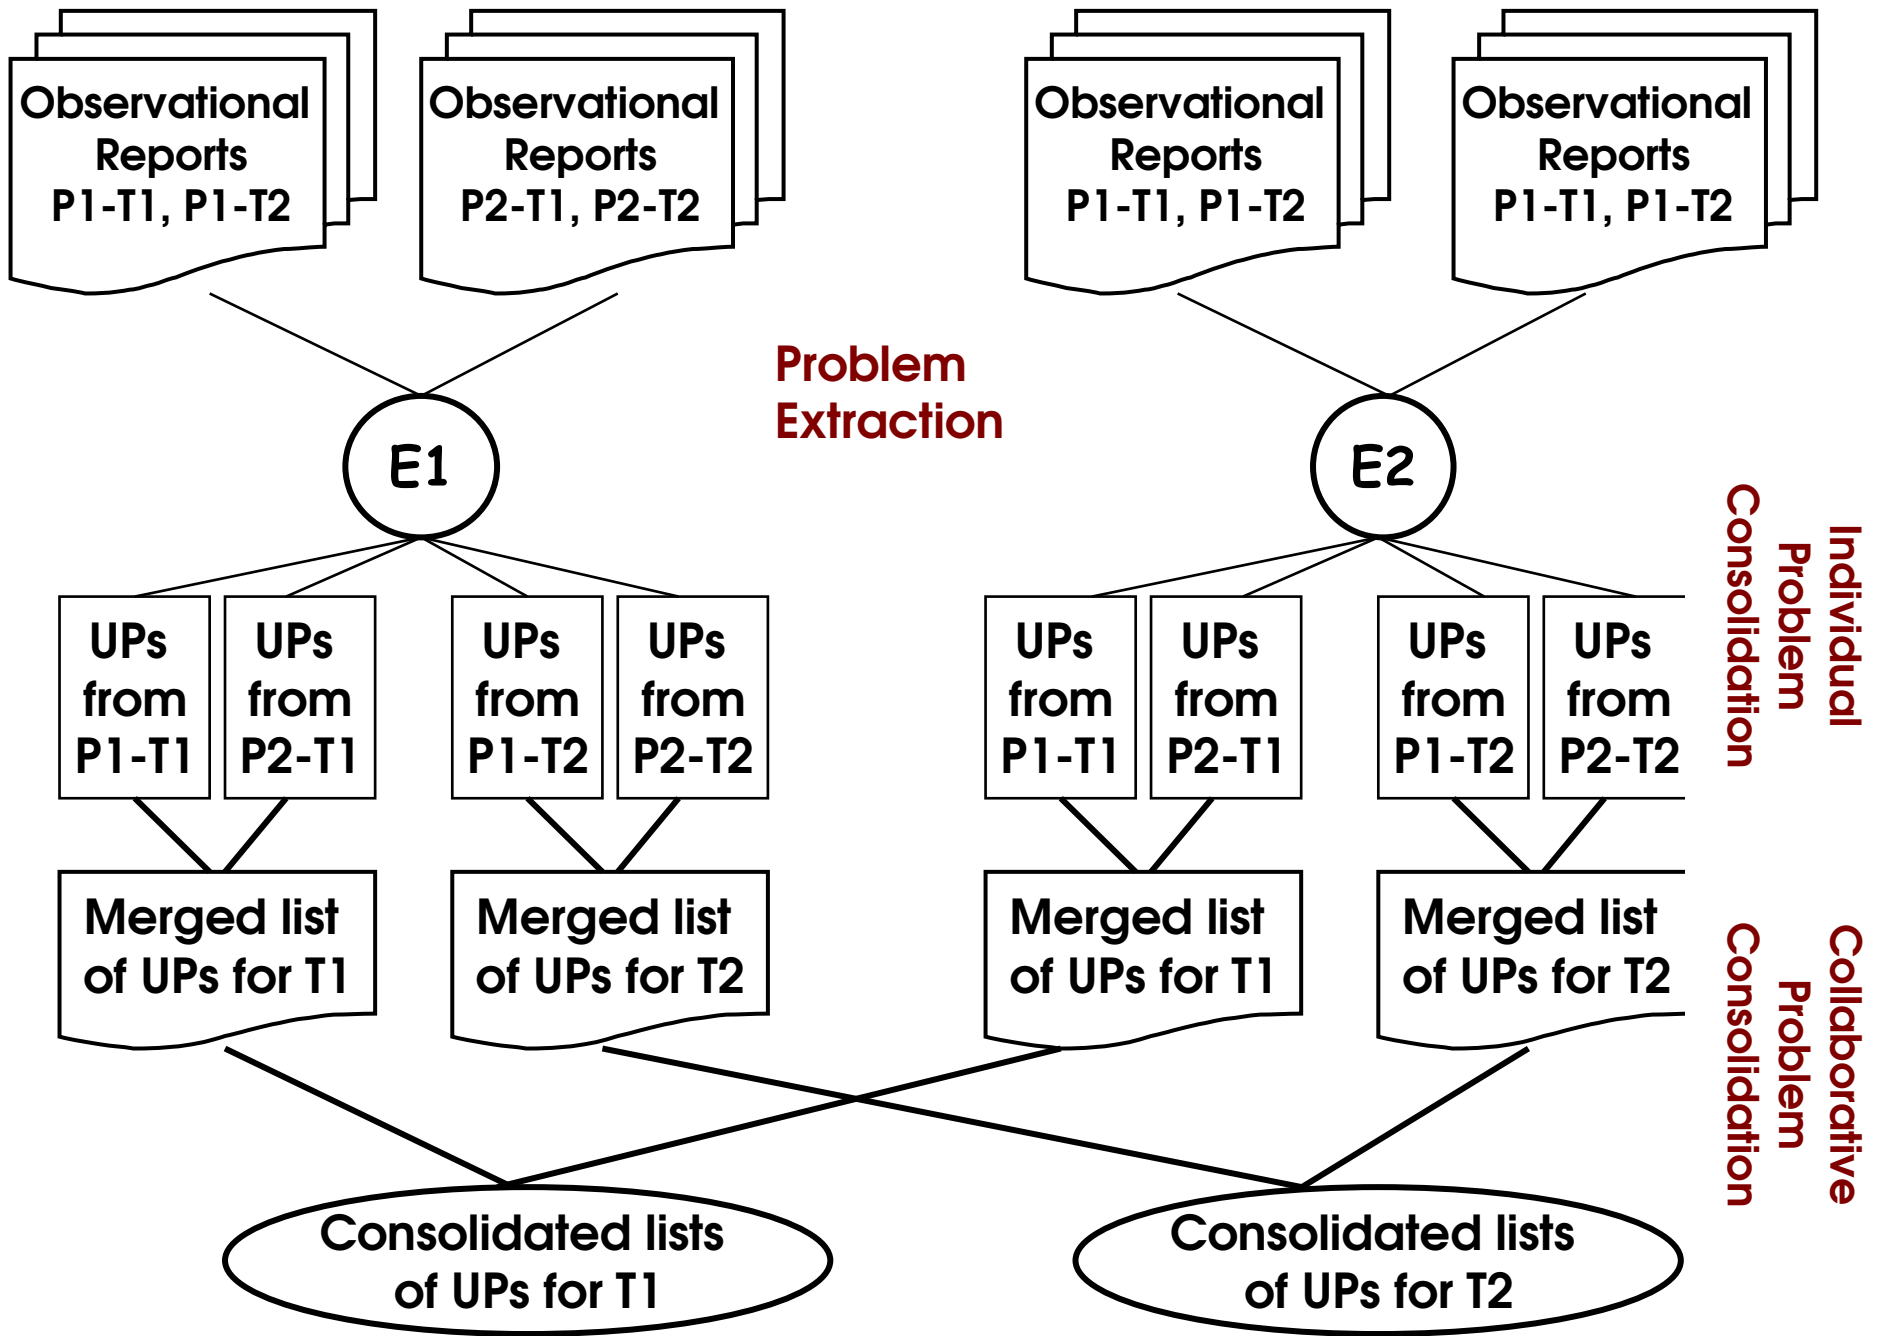 Observational
Reports
P1-T1, P1-T2
Observational
Reports
P2-T1, P2-T2
Observational
Reports
P1-T1, P1-T2
Observational
Reports
P1-T1, P1-T2
Problem
Extraction
E1
E2
Individual
Problem
Consolidation
UPs
from
P1-T1
UPs
from
P2-T1
UPs
from
P1-T2
UPs
from
P2-T2
UPs
from
P1-T1
UPs
from
P2-T1
UPs
from
P1-T2
UPs
from
P2-T2
Merged list
of UPs for T1
Merged list
of UPs for T2
Merged list
of UPs for T1
Merged list
of UPs for T2
Collaborative
Problem
Consolidation
Consolidated lists
of UPs for T1
Consolidated lists
of UPs for T2